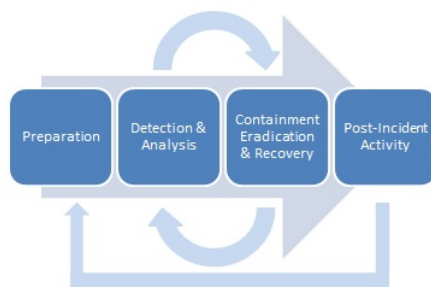 Preparation
Detection &
Analysis
Containment
Eradication
& Recovery
Post-Incident
Activity